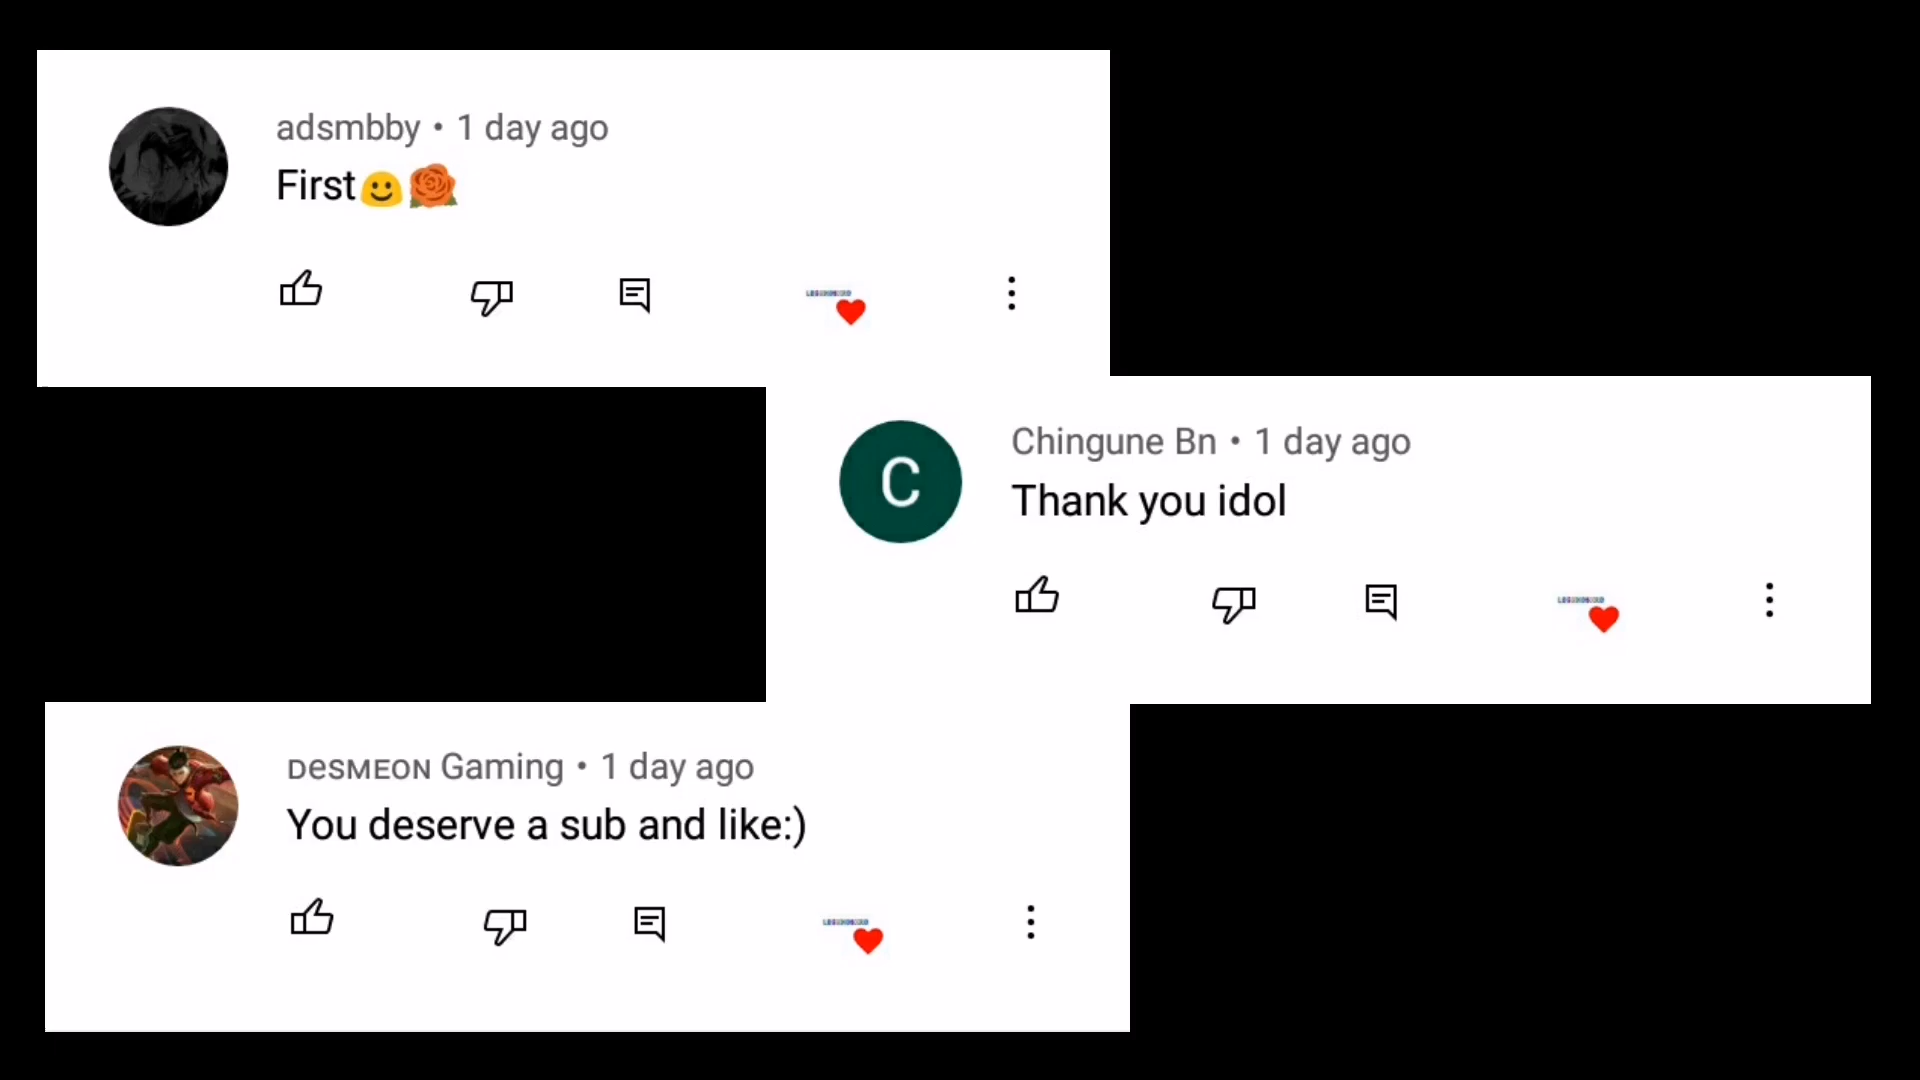 adsmbby • 1 day ago
First🙂🌹
C
Chingune Bn • 1 day ago
Thank you idol
ᴅesᴍᴇᴏɴ Gaming • 1 day ago
You deserve a sub and like:)